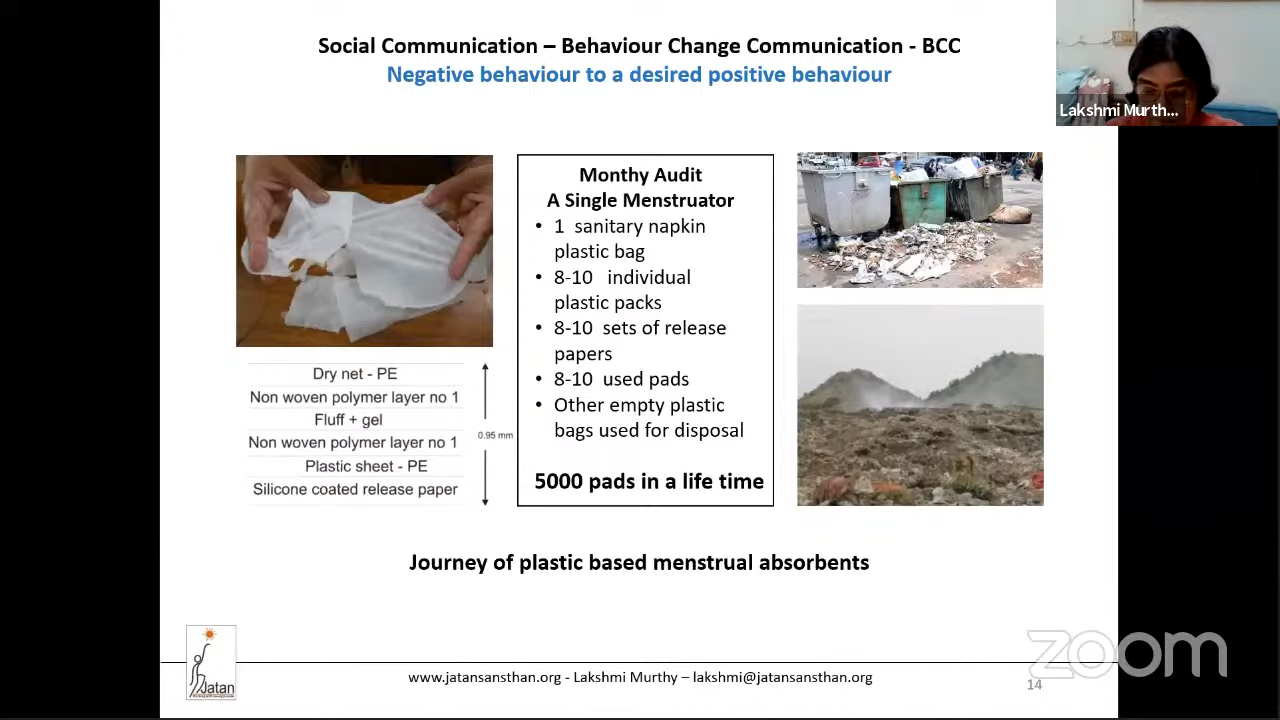 Social Communication – Behaviour Change Communication - BCC
Negative behaviour to a desired positive behaviour
Lakshmi Murth...
Dry net - PE
Non woven polymer layer no 1
Fluff + gel
Non woven polymer layer no 1
Plastic sheet - PE
Silicone coated release paper
0.95 mm
Monthy Audit
A Single Menstruator
• 1 sanitary napkin
plastic bag
• 8-10 individual
plastic packs
• 8-10 sets of release
papers
• 8-10 used pads
• Other empty plastic
bags used for disposal
5000 pads in a life time
Journey of plastic based menstrual absorbents
Jatan
www.jatansansthan.org - Lakshmi Murthy – lakshmi@jatansansthan.org
zoom
14